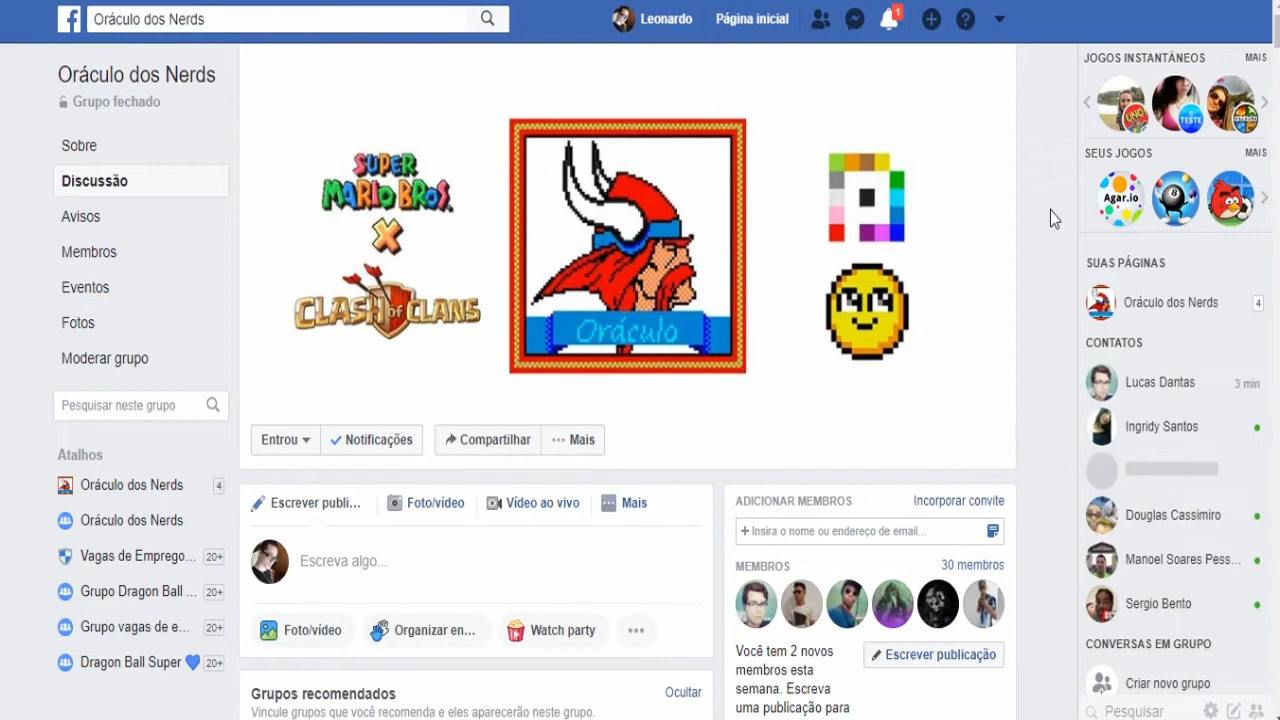 Oráculo dos Nerds
Leonardo
Página inicial
1
Oráculo dos Nerds
Grupo fechado
Sobre
Discussão
Avisos
Membros
Eventos
Fotos
Moderar grupo
Pesquisar neste grupo
Atalhos
Oráculo dos Nerds 4
Oráculo dos Nerds
Vagas de Emprego... 20+
Grupo Dragon Ball ... 20+
Grupo vagas de e... 20+
Dragon Ball Super 💙 20+
SUPER
MARIO BROS.
X
CLASH of CLANS
Oráculo
Entrou
Notificações
Compartilhar
Mais
Escrever publi...
Foto/vídeo
Vídeo ao vivo
Mais
Escreva algo...
Foto/vídeo
Organizar en...
Watch party
Grupos recomendados
Ocultar
Vincule grupos que você recomenda e eles aparecerão neste grupo.
ADICIONAR MEMBROS
Incorporar convite
+ Insira o nome ou endereço de email...
MEMBROS
30 membros
Você tem 2 novos
membros esta
semana. Escreva
uma publicação para
Escrever publicação
JOGOS INSTANTÂNEOS
MAIS
UNO
TESTE
SEUS JOGOS
MAIS
Agar.io
8
SUAS PÁGINAS
Oráculo dos Nerds 4
CONTATOS
Lucas Dantas 3 min
Ingridy Santos
Douglas Cassimiro
Manoel Soares Pess...
Sergio Bento
CONVERSAS EM GRUPO
Criar novo grupo
Pesquisar